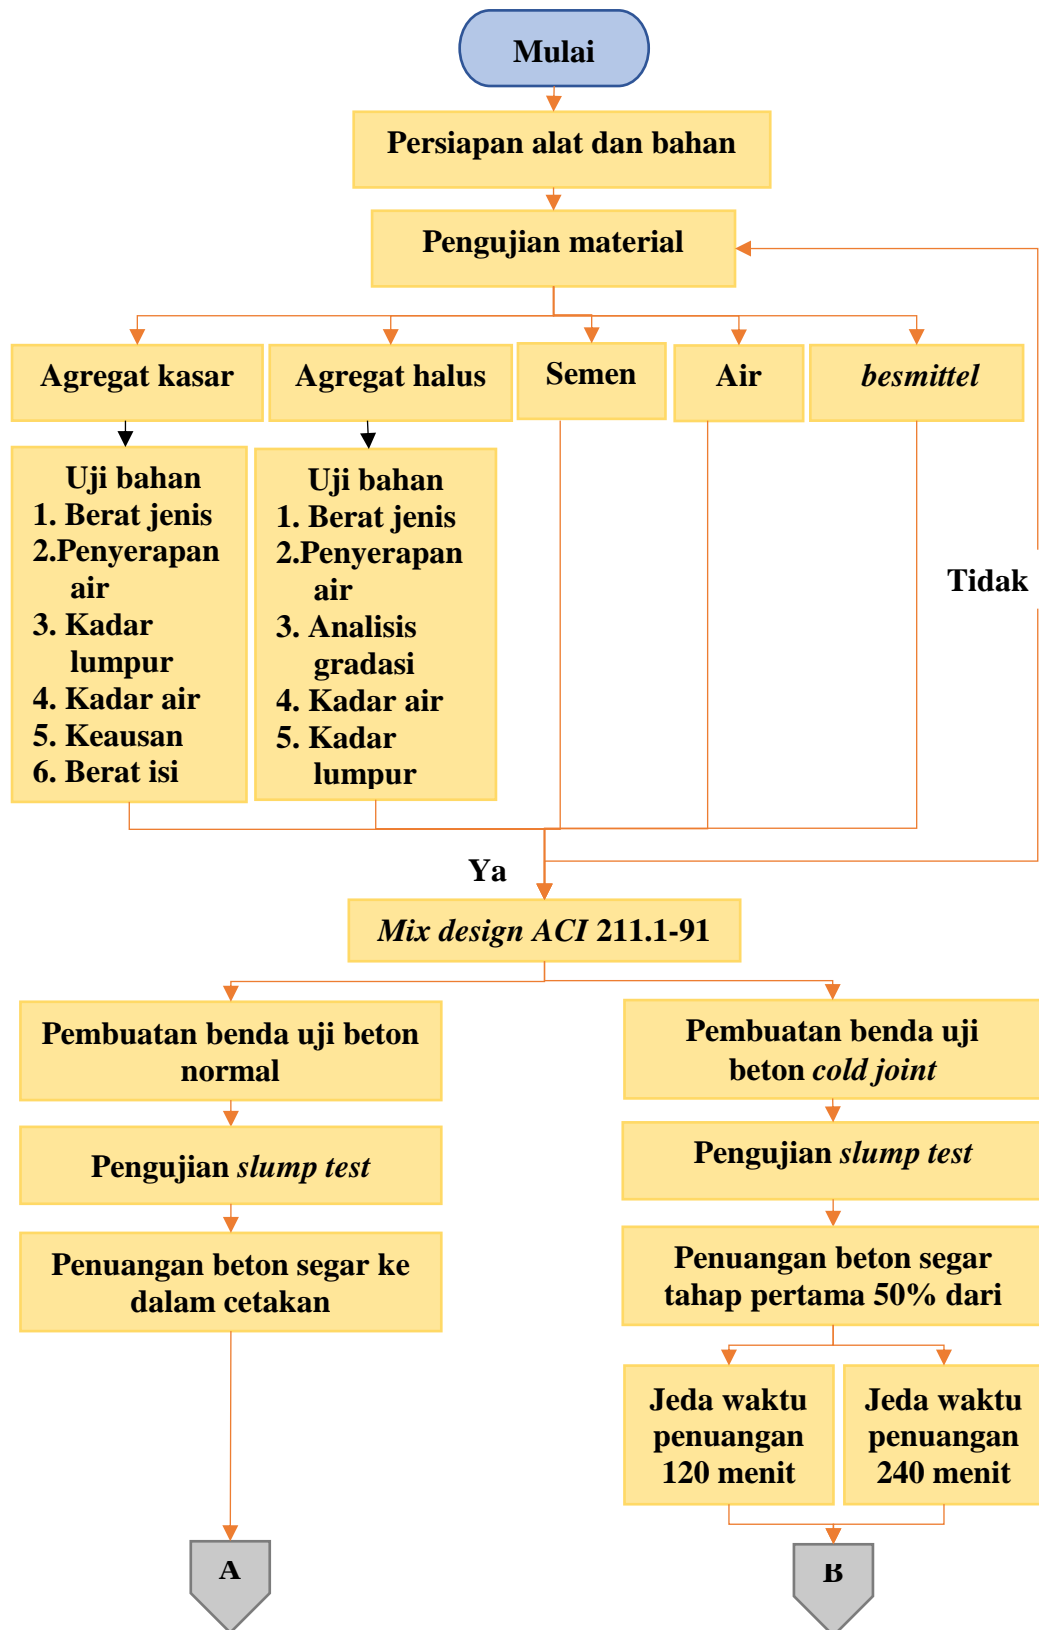 Mulai
Persiapan alat dan bahan
Pengujian material
Agregat kasar
Agregat halus
Semen
Air
besmittel
Uji bahan
1. Berat jenis
2.Penyerapan
air
3. Kadar
lumpur
4. Kadar air
5. Keausan
6. Berat isi
Uji bahan
1. Berat jenis
2.Penyerapan
air
3. Analisis
gradasi
4. Kadar air
5. Kadar
lumpur
Tidak
Ya
Mix design ACI 211.1-91
Pembuatan benda uji beton
normal
Pengujian slump test
Penuangan beton segar ke
dalam cetakan
A
Pembuatan benda uji
beton cold joint
Pengujian slump test
Penuangan beton segar
tahap pertama 50% dari
Jeda waktu
penuangan
120 menit
Jeda waktu
penuangan
240 menit
B